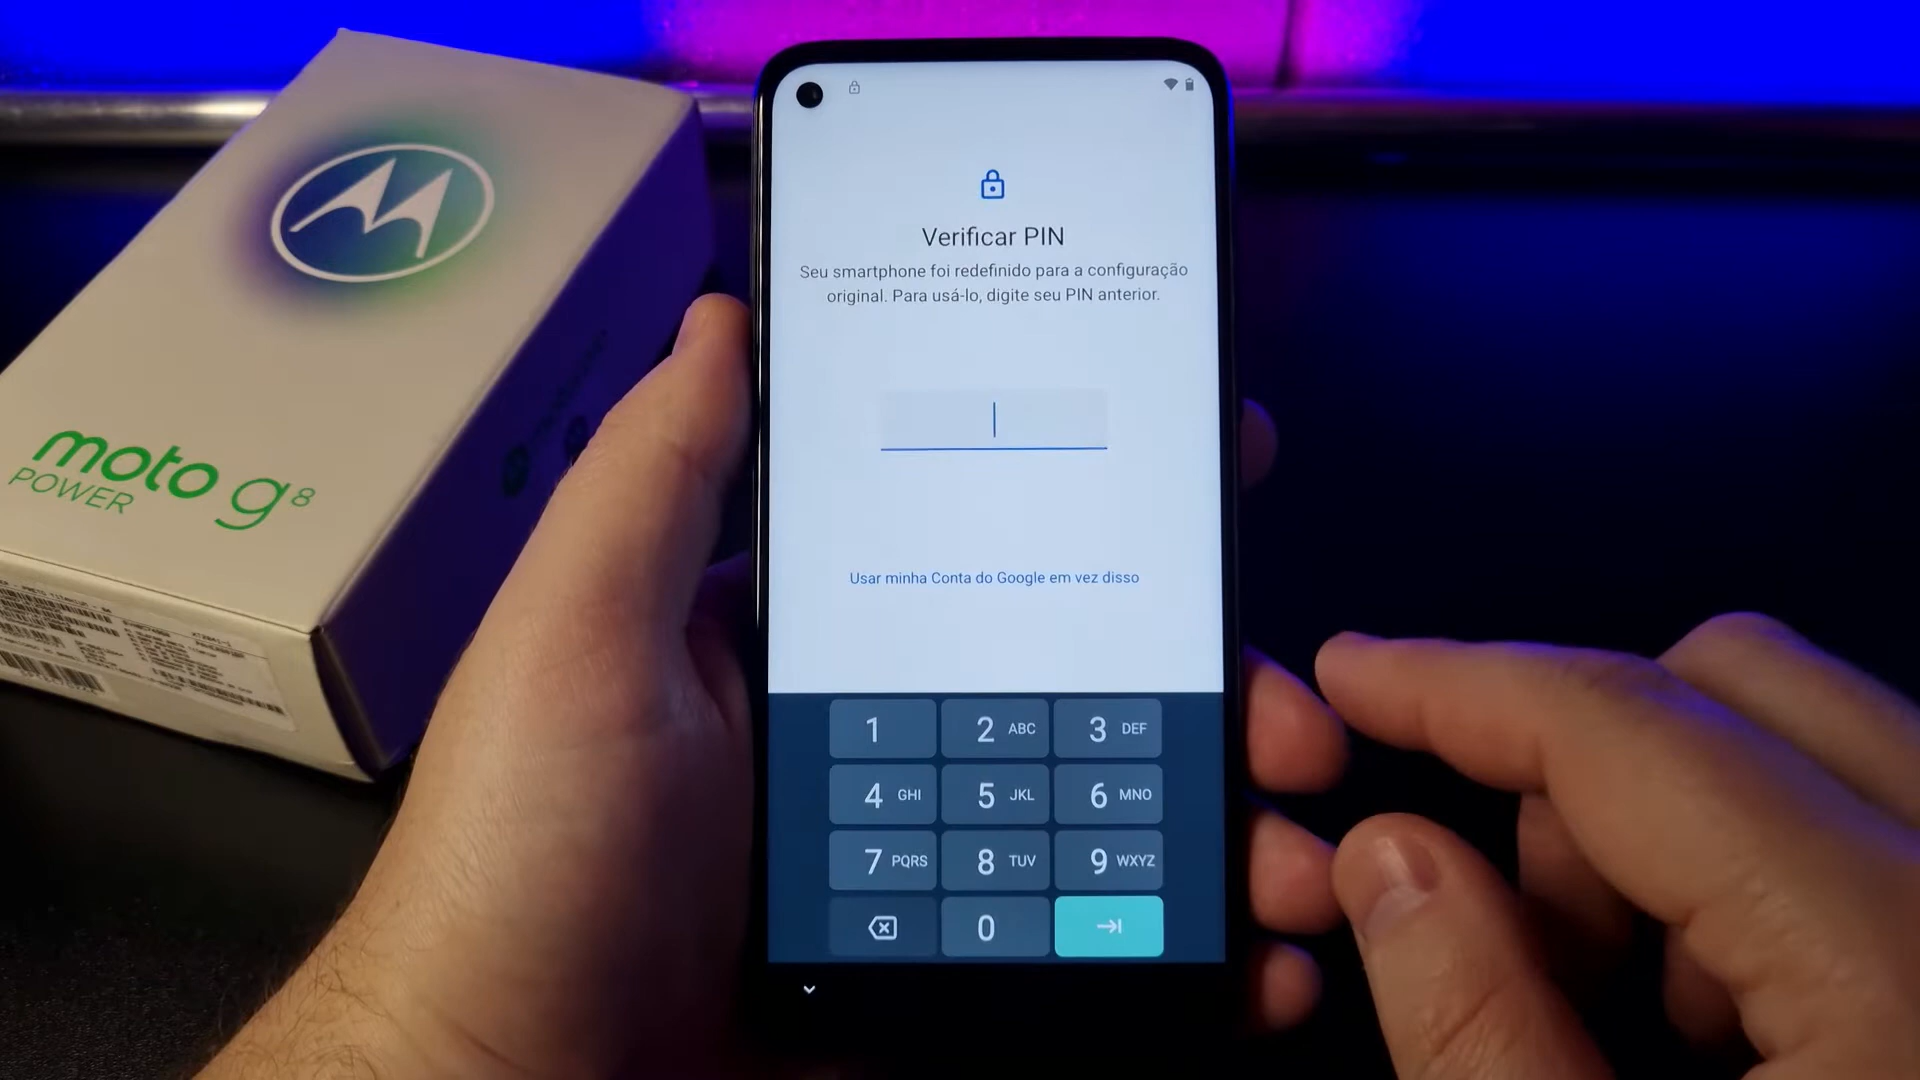 Verificar PIN
Seu smartphone foi redefinido para a configuração
original. Para usá-lo, digite seu PIN anterior.
Usar minha Conta do Google em vez disso
1
2 ABC
3 DEF
4 GHI
5 JKL
6 MNO
7 PQRS
8 TUV
9 WXYZ
0
moto g8
POWER